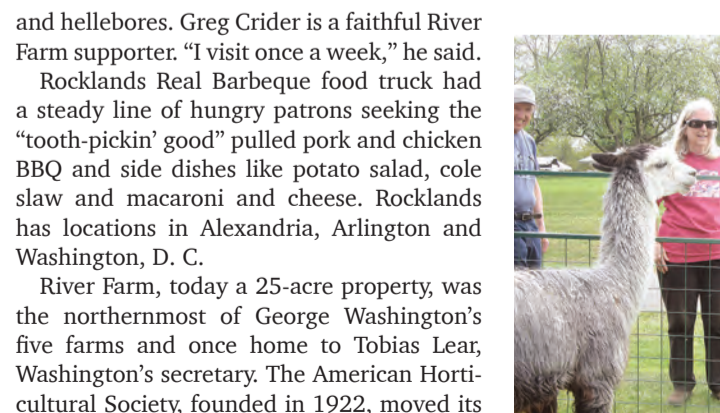 and hellebores. Greg Crider is a faithful River
Farm supporter. “I visit once a week,” he said.
Rocklands Real Barbeque food truck had
a steady line of hungry patrons seeking the
“tooth-pickin’ good” pulled pork and chicken
BBQ and side dishes like potato salad, cole
slaw and macaroni and cheese. Rocklands
has locations in Alexandria, Arlington and
Washington, D. C.
River Farm, today a 25-acre property, was
the northernmost of George Washington’s
five farms and once home to Tobias Lear,
Washington’s secretary. The American Horti-
cultural Society, founded in 1922, moved its